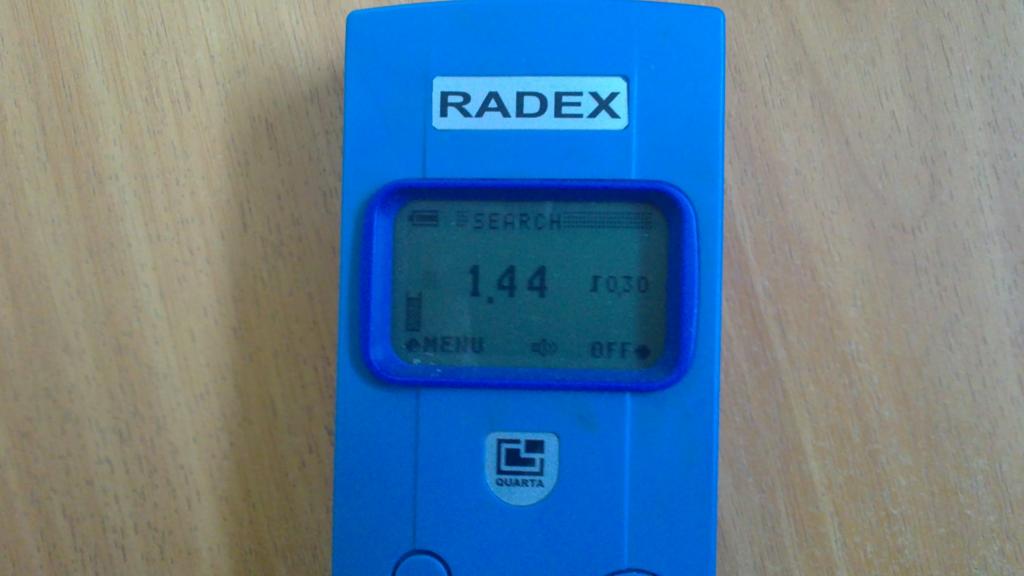 RADEX
SEARCH
1.44
0,30
MENU
OFF
QUARTA